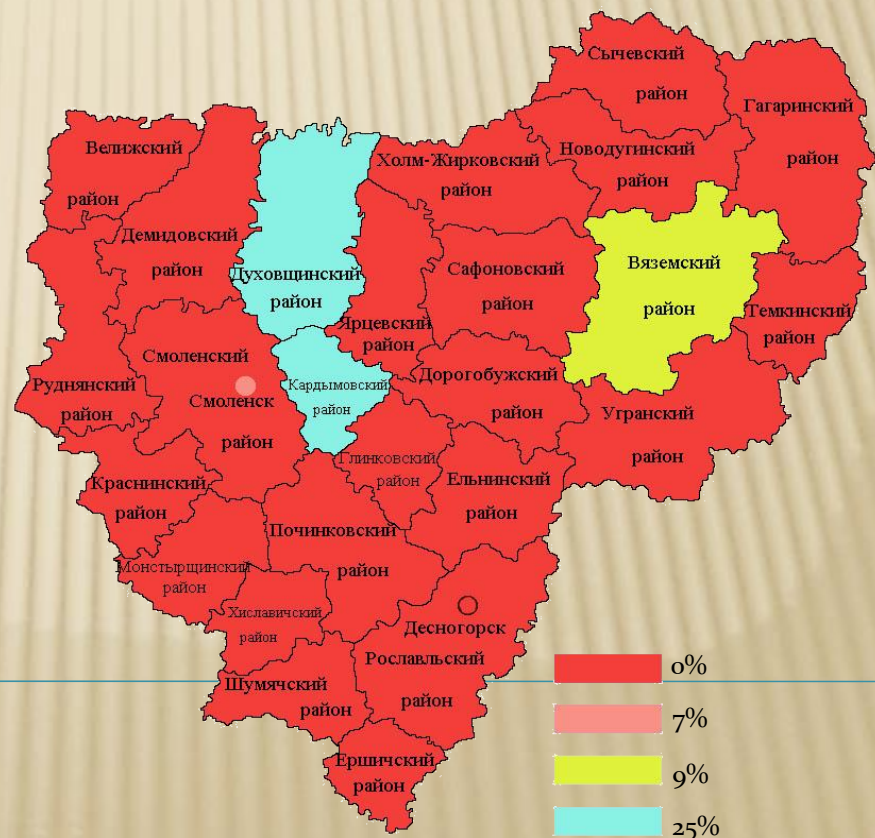 Сычевский
район
Гагаринский
район
Велижский
район
Холм-Жирковский
район
Новодугинский
район
Демидовский
район
Духовщинский
район
Сафоновский
район
Вяземский
район
Темкинский
район
Ярцевский
район
Смоленский
Смоленск
район
Руднянский
район
Кардымовский
район
Дорогобужский
район
Угранский
район
Глинковский
район
Ельнинский
район
Краснинский
район
Починковский
район
Монстырщинский
район
Хиславичский
район
Десногорск
Рославльский
район
Шумячский
район
Ершичский
район
0%
7%
9%
25%